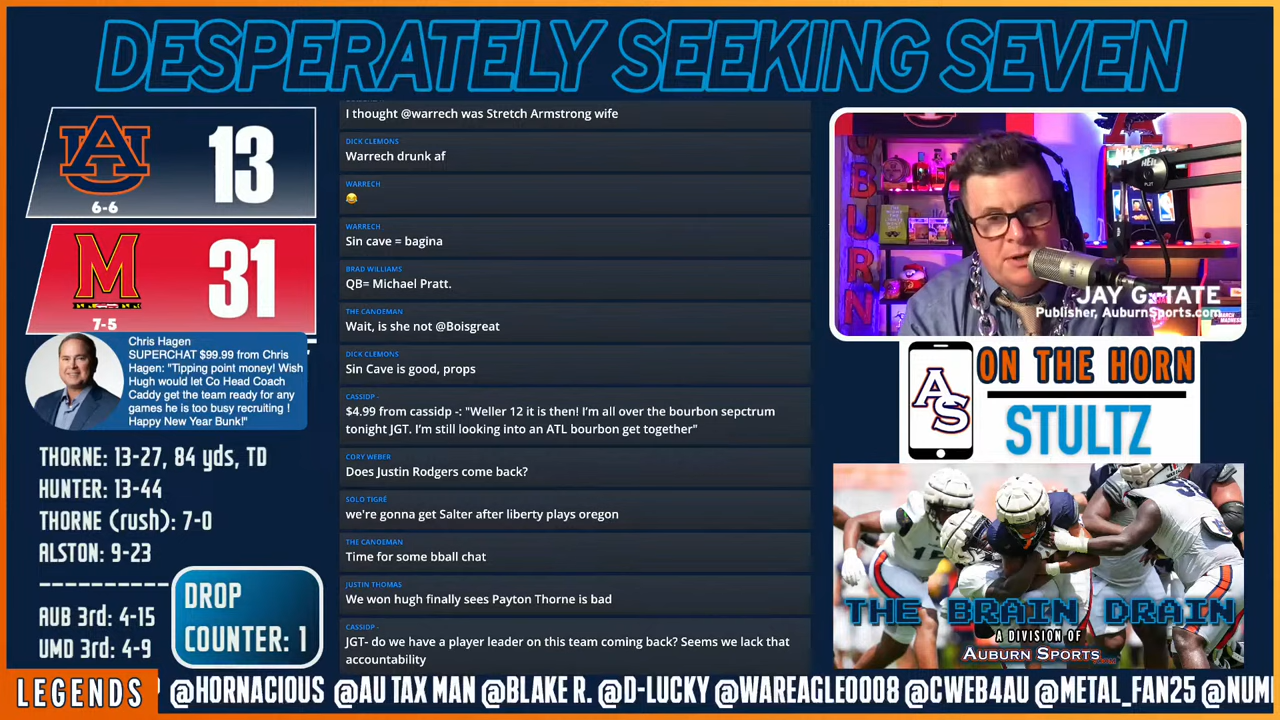 DESPERATELY SEEKING SEVEN
13
6-6
31
7-5
Chris Hagen
SUPERCHAT $99.99 from Chris
Hagen: "Tipping point money! Wish
Hugh would let Co Head Coach
Caddy get the team ready for any
games he is too busy recruiting !
Happy New Year Bunk!"
THORNE: 13-27, 84 yds, TD
HUNTER: 13-44
THORNE (rush): 7-0
ALSTON: 9-23
----------
AUB 3rd: 4-15
UMD 3rd: 4-9
DROP
COUNTER: 1
I thought @warrech was Stretch Armstrong wife
DICK CLEMONS
Warrech drunk af
WARRECH
😂
WARRECH
Sin cave = bagina
BRAD WILLIAMS
QB= Michael Pratt.
THE CANOEMAN
Wait, is she not @Boisgreat
DICK CLEMONS
Sin Cave is good, props
CASSIDP -
$4.99 from cassidp -: "Weller 12 it is then! I'm all over the bourbon sepctrum
tonight JGT. I'm still looking into an ATL bourbon get together"
CORY WEBER
Does Justin Rodgers come back?
SOLO TIGRÉ
we're gonna get Salter after liberty plays oregon
THE CANOEMAN
Time for some bball chat
JUSTIN THOMAS
We won hugh finally sees Payton Thorne is bad
CASSIDP -
JGT- do we have a player leader on this team coming back? Seems we lack that
accountability
JAY G. TATE
Publisher, AuburnSports.com
AS
ON THE HORN
STULTZ
THE BRAIN DRAIN
A DIVISION OF
AUBURN SPORTS.COM
LEGENDS
@HORNACIOUS @AU TAX MAN @BLAKE R. @D-LUCKY @WAREAGLE0008 @CWEB4AU @METAL_FAN25 @NUM